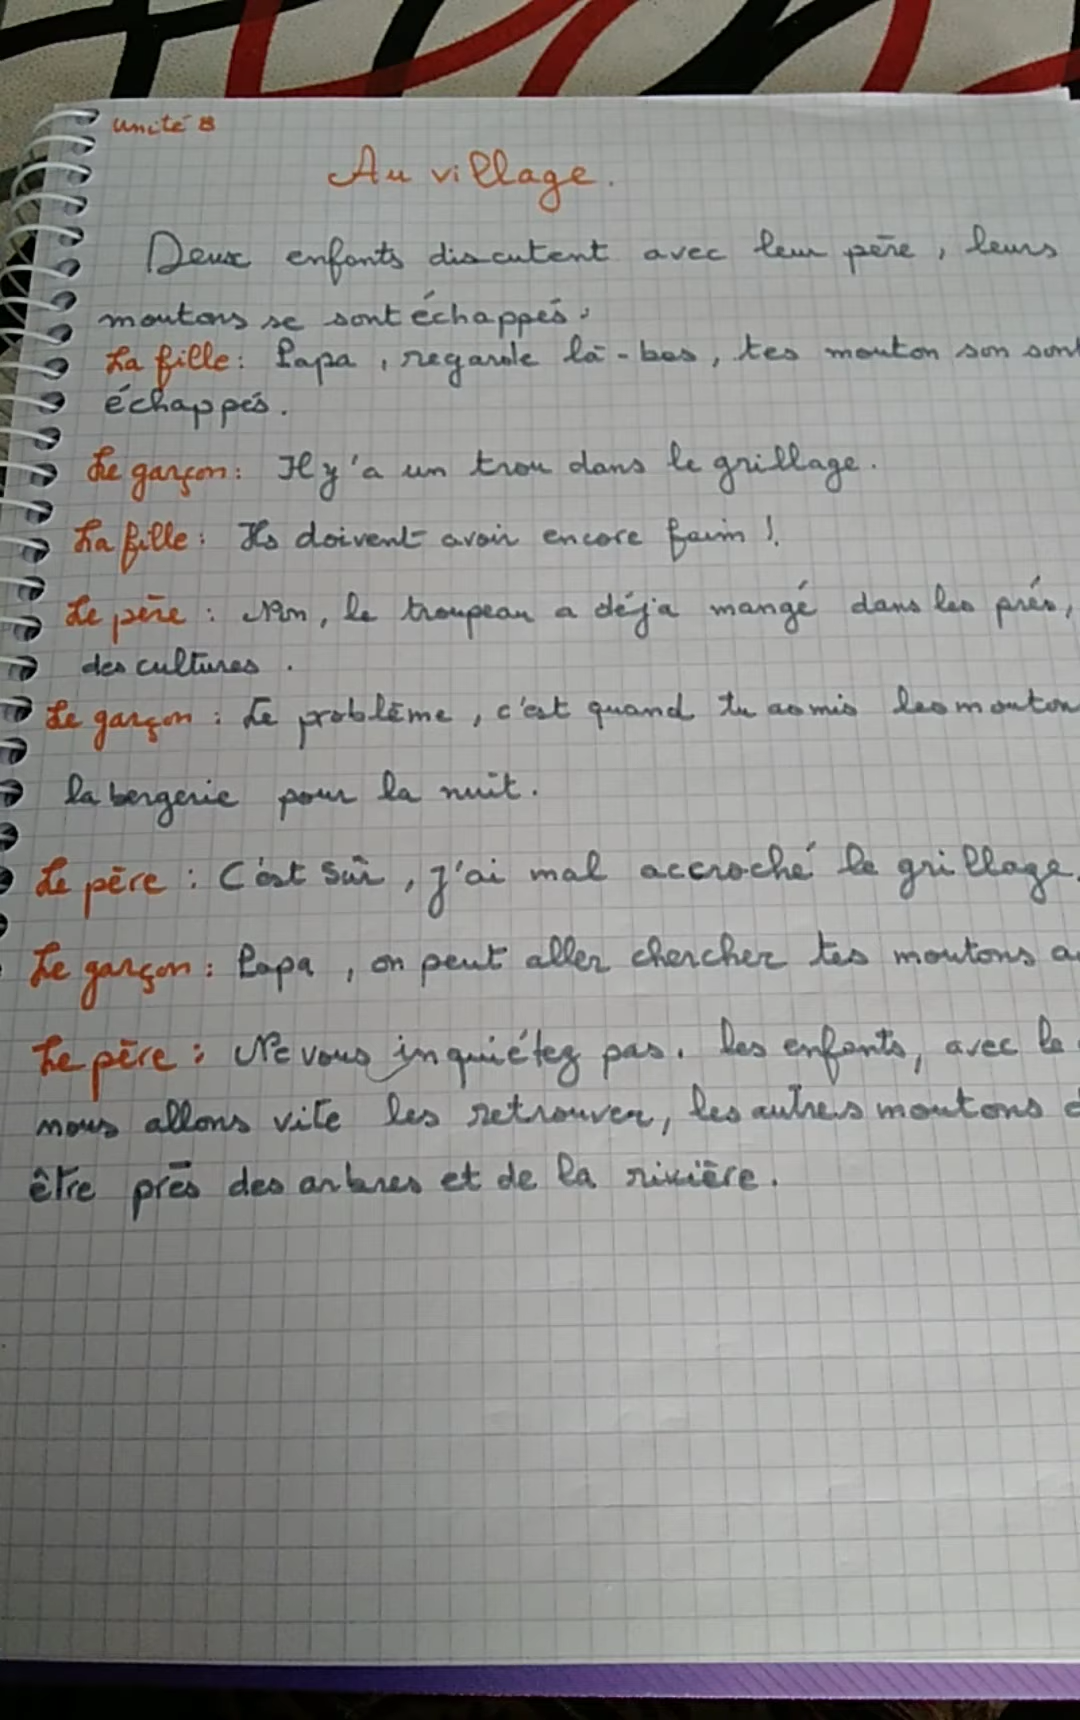 Unité 8
Au village.
Deux enfants discutent avec leur père, leurs
moutons se sont échappés.
La fille: Papa, regarde là-bas, tes mouton son sont
échappés.
Le garçon: Il y'a un trou dans le grillage.
La fille: Ils doivent avoir encore faim!
Le père: Non, le troupeau a déjà mangé dans les prés,
des cultures.
Le garçon: Le problème, c'est quand tu as mis les mouton
la bergerie pour la nuit.
Le père: C'est sûr, j'ai mal accroché le grillage.
Le garçon: Papa, on peut aller chercher tes moutons
Le père: Ne vous inquiétez pas. les enfants, avec le
nous allons vite les retrouver, les autres moutons d
être près des arbres et de la rivière.